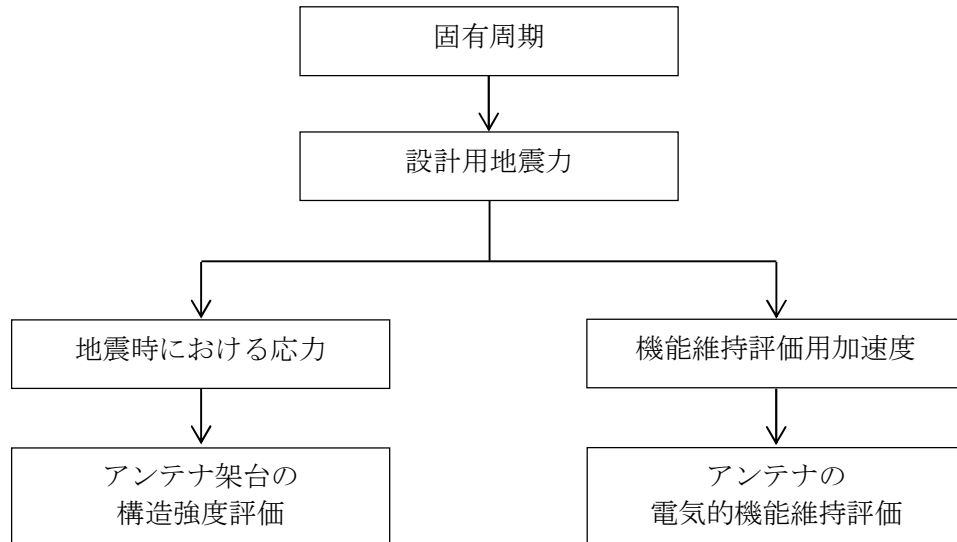 固有周期
設計用地震力
地震時における応力
機能維持評価用加速度
アンテナ架台の
構造強度評価
アンテナの
電気的機能維持評価